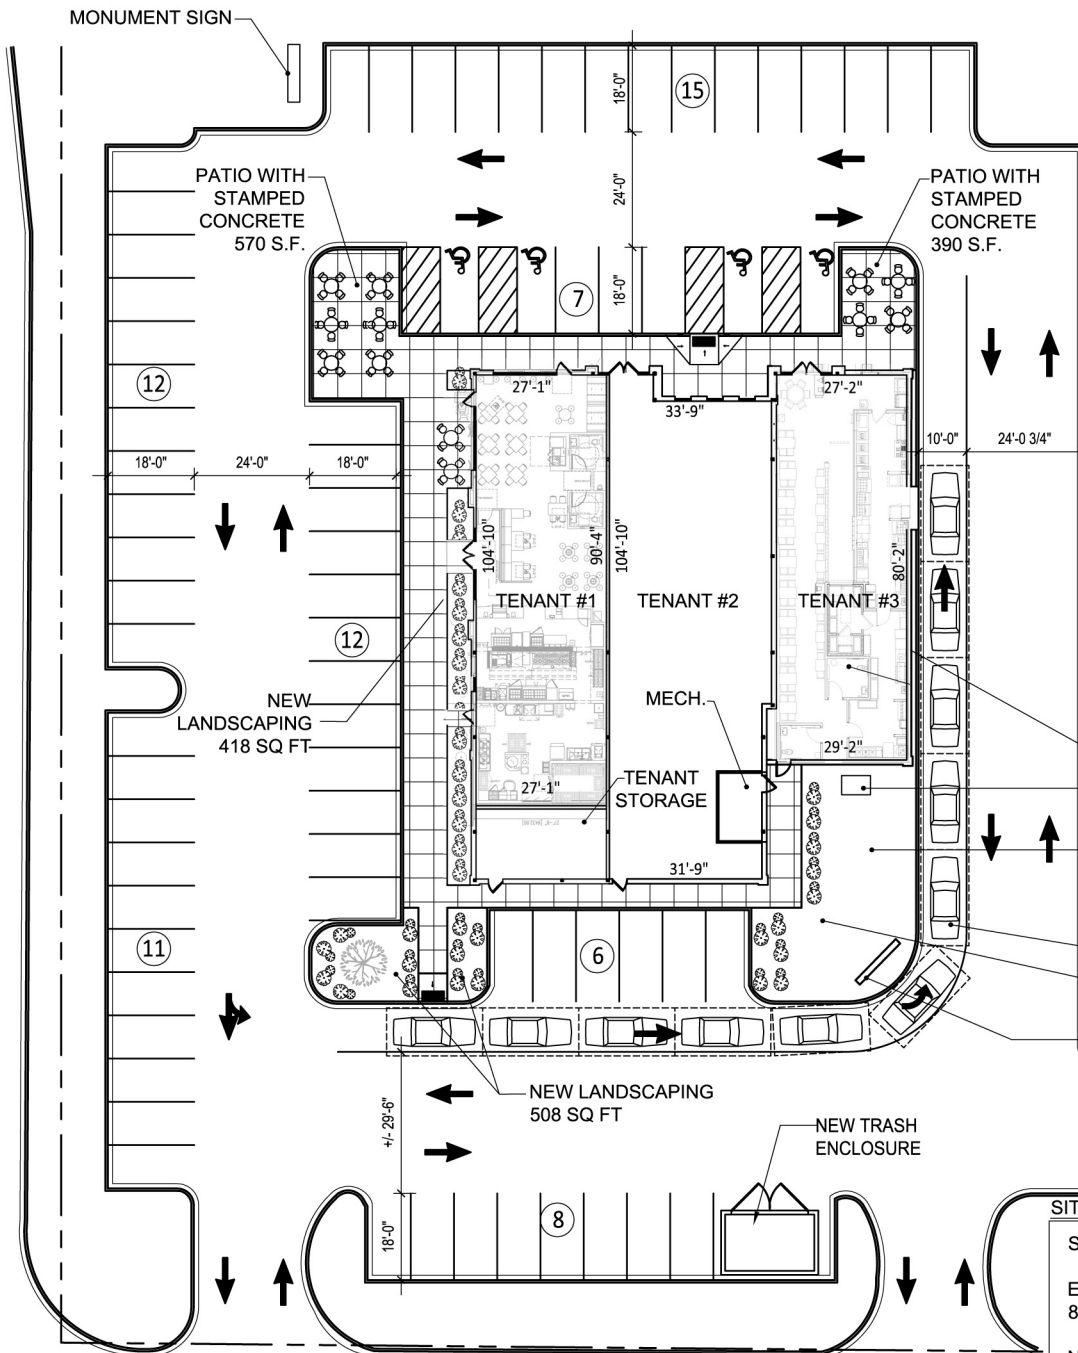 MONUMENT SIGN
15
18'-0"
24'-0"
18'-0"
PATIO WITH
STAMPED
CONCRETE
570 S.F.
PATIO WITH
STAMPED
CONCRETE
390 S.F.
7
12
27'-1"
33'-9"
27'-2"
18'-0"
24'-0"
18'-0"
10'-0"
24'-0 3/4"
104'-10"
90'-4"
104'-10"
80'-2"
TENANT #1
TENANT #2
TENANT #3
12
NEW
LANDSCAPING
418 SQ FT
MECH.
29'-2"
27'-1"
TENANT
STORAGE
31'-9"
11
6
NEW LANDSCAPING
508 SQ FT
+/- 29'-6"
NEW TRASH
ENCLOSURE
18'-0"
8
SIT
S
E
8
N